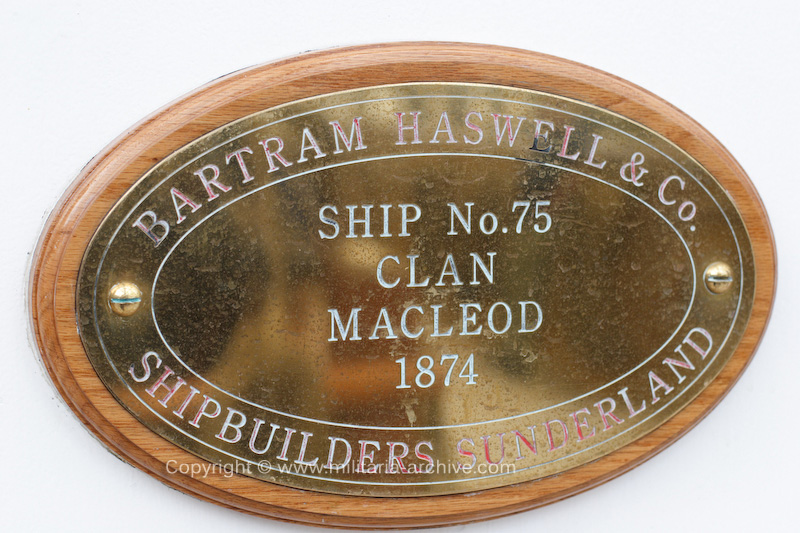 BARTRAM HASWELL & Co.
SHIP No.75
CLAN
MACLEOD
1874
SHIPBUILDERS SUNDERLAND
Copyright © www.militaria-archive.com